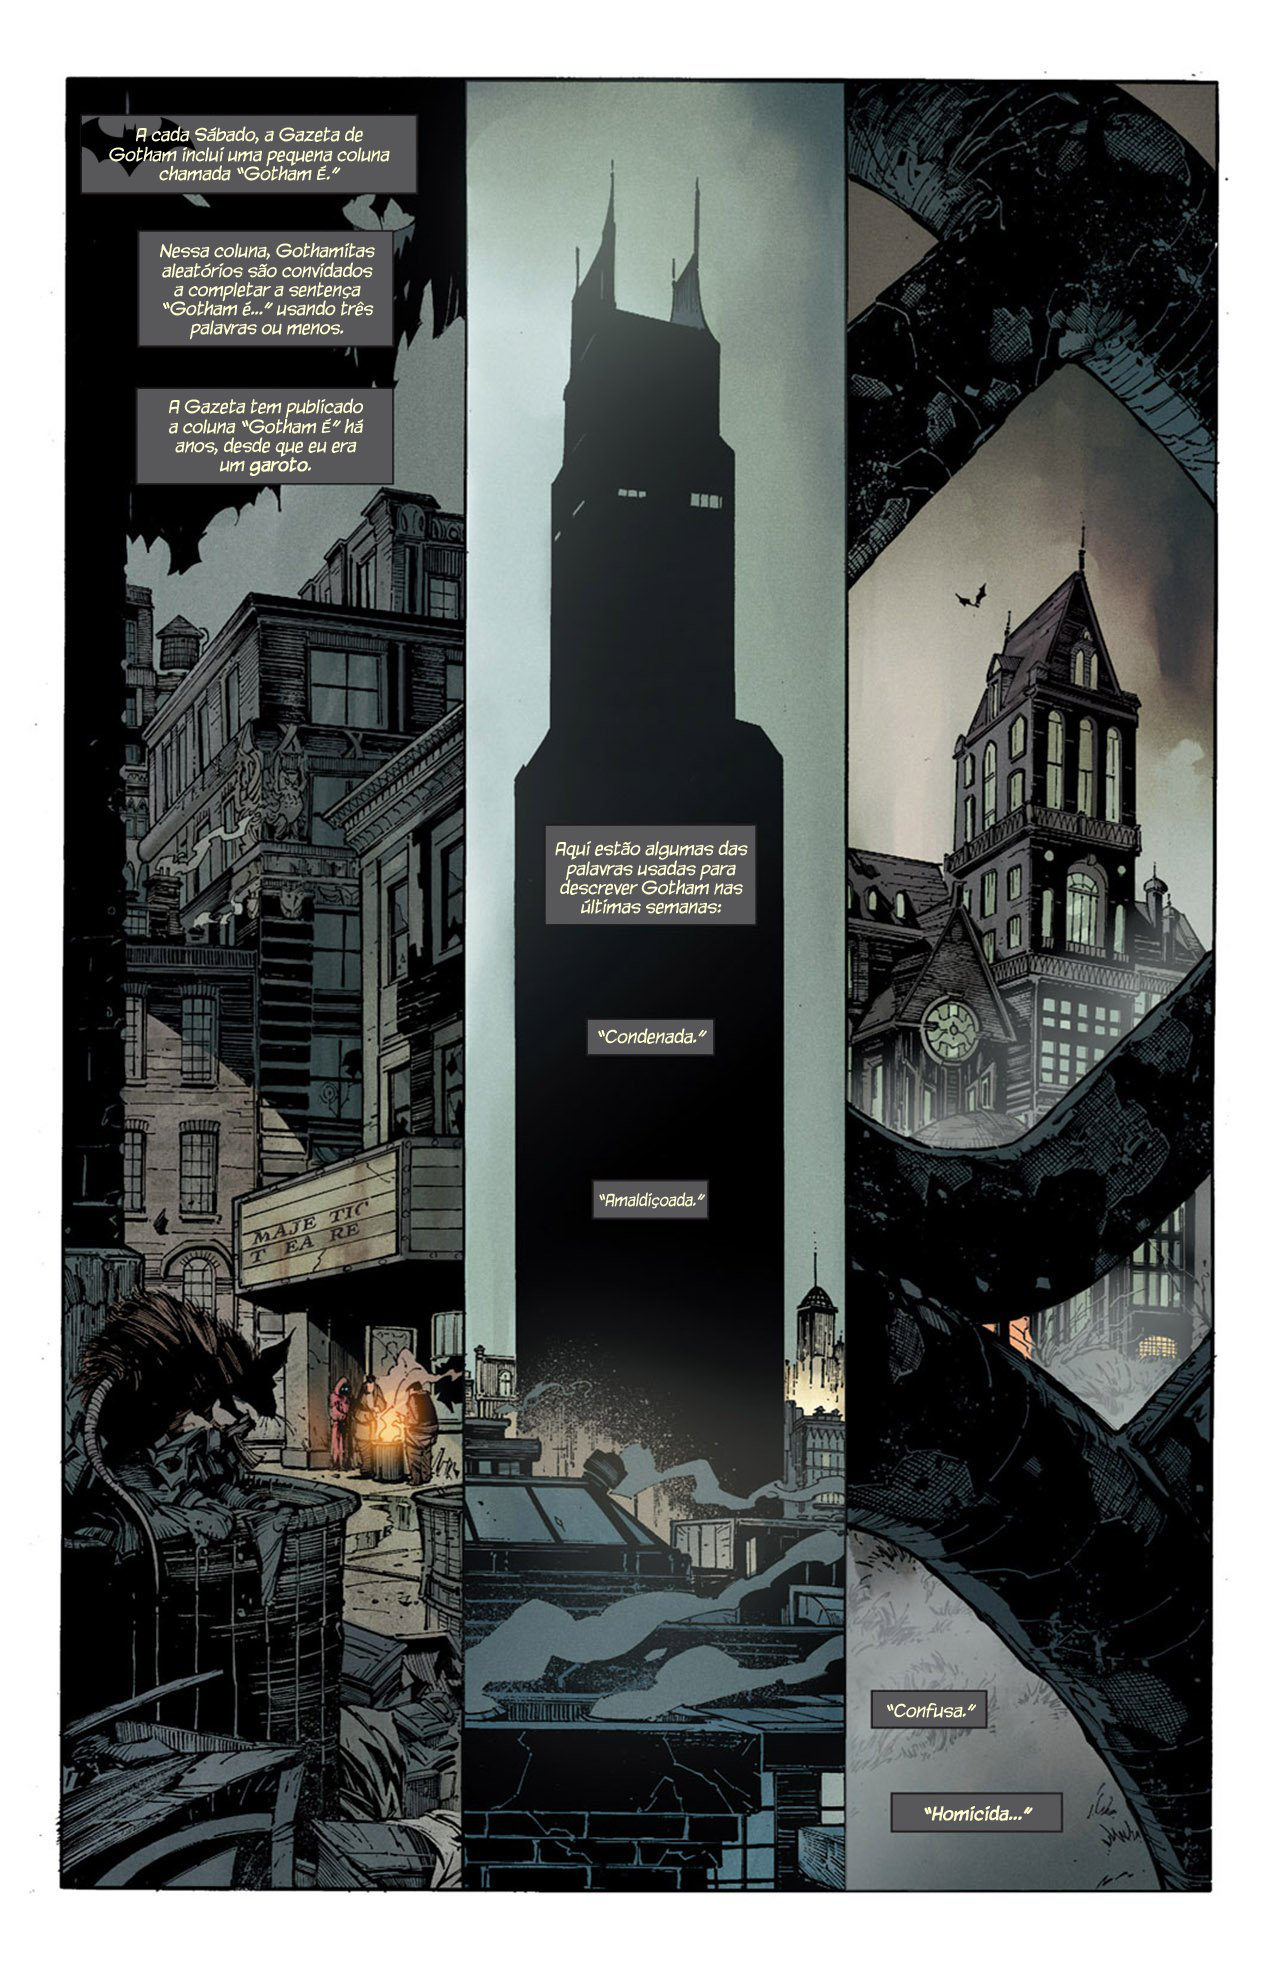 A cada Sábado, a Gazeta de
Gotham incluí uma pequena coluna
chamada "Gotham É."
Nessa coluna, Gothamitas
aleatórios são convidados
a completar a sentença
"Gotham é..." usando três
palavras ou menos.
A Gazeta tem publicado
a coluna "Gotham É" há
anos, desde que eu era
um garoto.
MAJE TIC
T EA RE
Aqui estão algumas das
palavras usadas para
descrever Gotham nas
últimas semanas:
"Condenada."
"Amaldiçoada."
"Confusa."
"Homicida..."